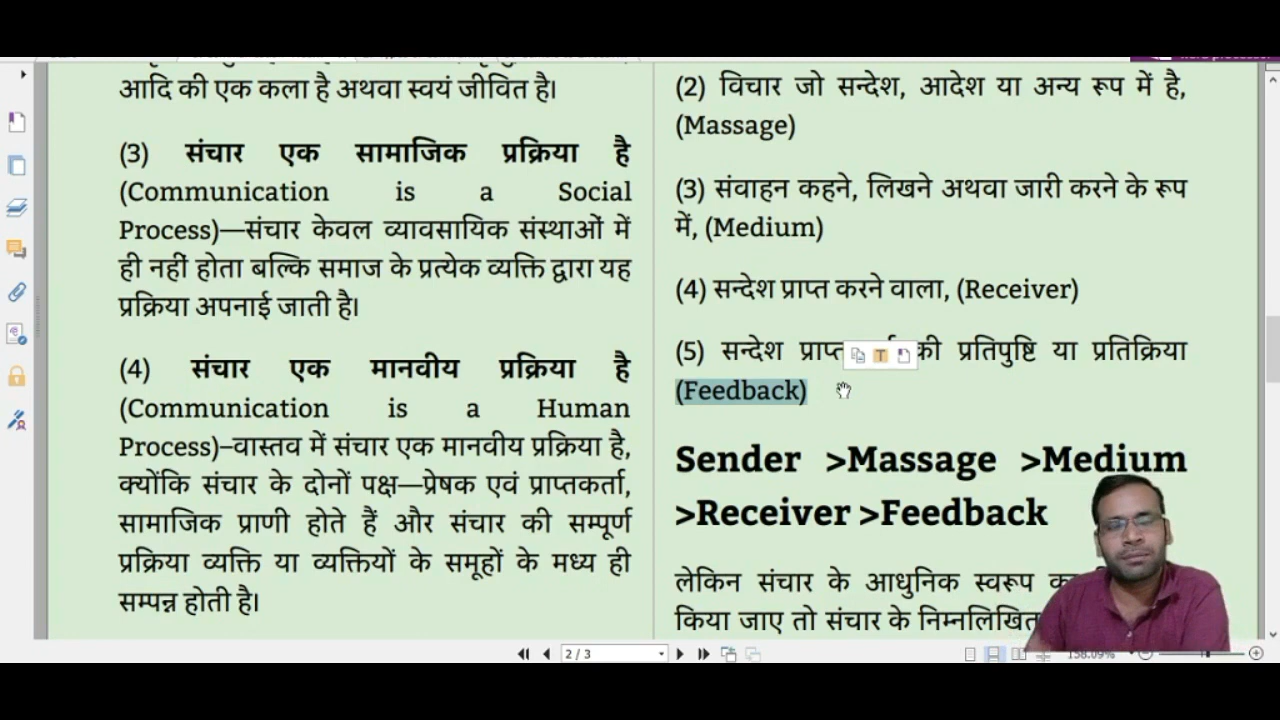 आदि की एक कला है अथवा स्वयं जीवित है।
(3) संचार एक सामाजिक प्रक्रिया है
(Communication is a Social
Process)—संचार केवल व्यावसायिक संस्थाओं में
ही नहीं होता बल्कि समाज के प्रत्येक व्यक्ति द्वारा यह
प्रक्रिया अपनाई जाती है।
(4) संचार एक मानवीय प्रक्रिया है
(Communication is a Human
Process)–वास्तव में संचार एक मानवीय प्रक्रिया है,
क्योंकि संचार के दोनों पक्ष—प्रेषक एवं प्राप्तकर्ता,
सामाजिक प्राणी होते हैं और संचार की सम्पूर्ण
प्रक्रिया व्यक्ति या व्यक्तियों के समूहों के मध्य ही
सम्पन्न होती है।
(2) विचार जो सन्देश, आदेश या अन्य रूप में है,
(Massage)
(3) संवाहन कहने, लिखने अथवा जारी करने के रूप
में, (Medium)
(4) सन्देश प्राप्त करने वाला, (Receiver)
(5) सन्देश प्राप्त की प्रतिपुष्टि या प्रतिक्रिया
(Feedback)
Sender >Massage >Medium
>Receiver >Feedback
लेकिन संचार के आधुनिक स्वरूप
किया जाए तो संचार के निम्नलिखित
2 / 3
158.09%